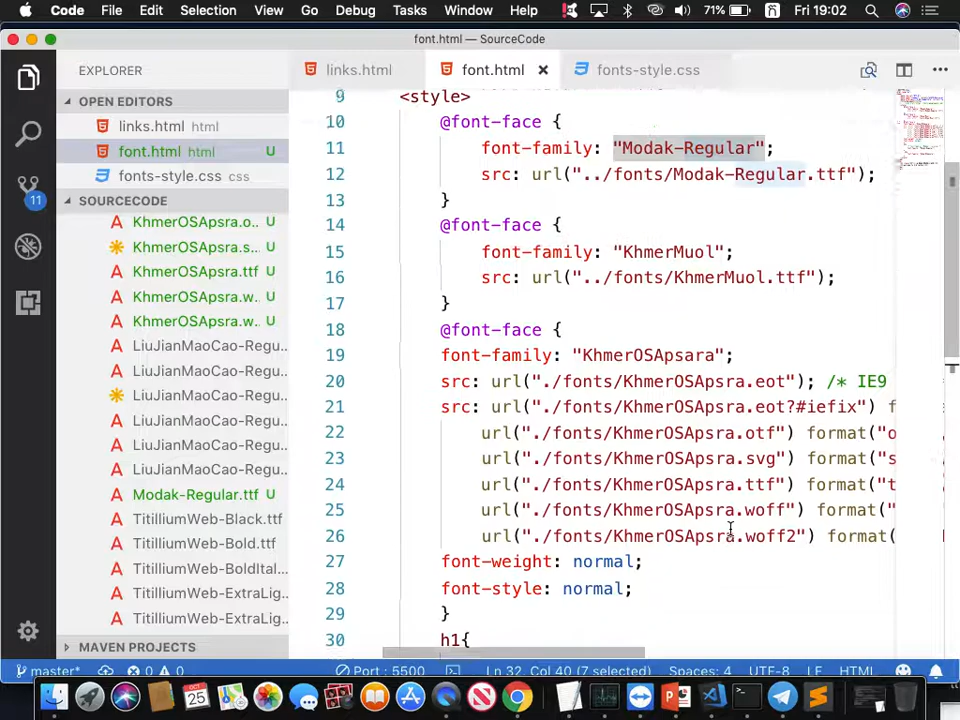 Code File Edit Selection View Go Debug Tasks Window Help 71% Fri 19:02
font.html — SourceCode
EXPLORER
links.html
font.html
fonts-style.css
OPEN EDITORS
links.html html
font.html html U
fonts-style.css css
SOURCECODE
11
KhmerOSApsra.o... U
KhmerOSApsra.s... U
KhmerOSApsra.ttf U
KhmerOSApsra.w... U
KhmerOSApsra.w... U
LiuJianMaoCao-Regu...
LiuJianMaoCao-Regu...
LiuJianMaoCao-Regu...
LiuJianMaoCao-Regu...
LiuJianMaoCao-Regu...
LiuJianMaoCao-Regu...
Modak-Regular.ttf U
TitilliumWeb-Black.ttf
TitilliumWeb-Bold.ttf
TitilliumWeb-BoldItal...
TitilliumWeb-ExtraLig...
TitilliumWeb-ExtraLig...
MAVEN PROJECTS
9 <style>
10 @font-face {
11 font-family: "Modak-Regular";
12 src: url("../fonts/Modak-Regular.ttf");
13 }
14 @font-face {
15 font-family: "KhmerMuol";
16 src: url("../fonts/KhmerMuol.ttf");
17 }
18 @font-face {
19 font-family: "KhmerOSApsara";
20 src: url("./fonts/KhmerOSApsra.eot"); /* IE9
21 src: url("./fonts/KhmerOSApsra.eot?#iefix") f
22 url("./fonts/KhmerOSApsra.otf") format("o
23 url("./fonts/KhmerOSApsra.svg") format("s
24 url("./fonts/KhmerOSApsra.ttf") format("t
25 url("./fonts/KhmerOSApsra.woff") format("
26 url("./fonts/KhmerOSApsra.woff2") format(
27 font-weight: normal;
28 font-style: normal;
29 }
30 h1{
master* 0 0 Port : 5500 Ln 32, Col 40 (7 selected) Spaces: 4 UTF-8 LF HTML
OCT 25